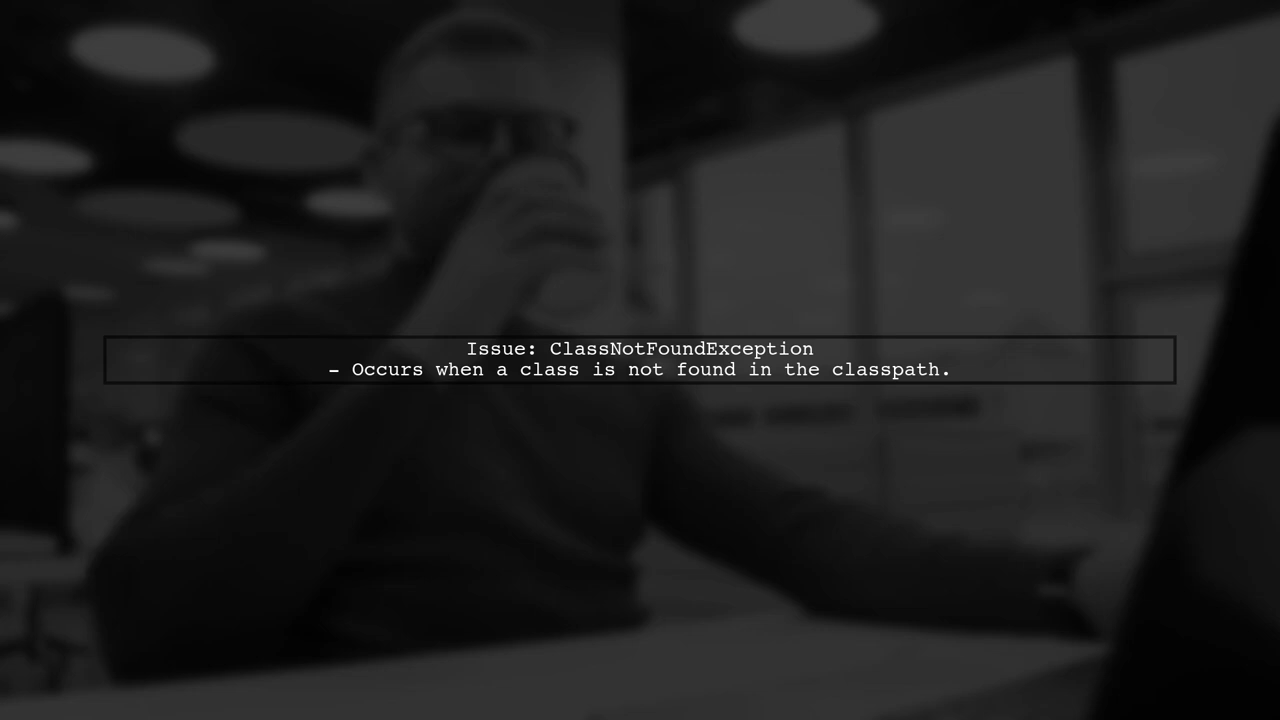 Issue: ClassNotFoundException
– Occurs when a class is not found in the classpath.